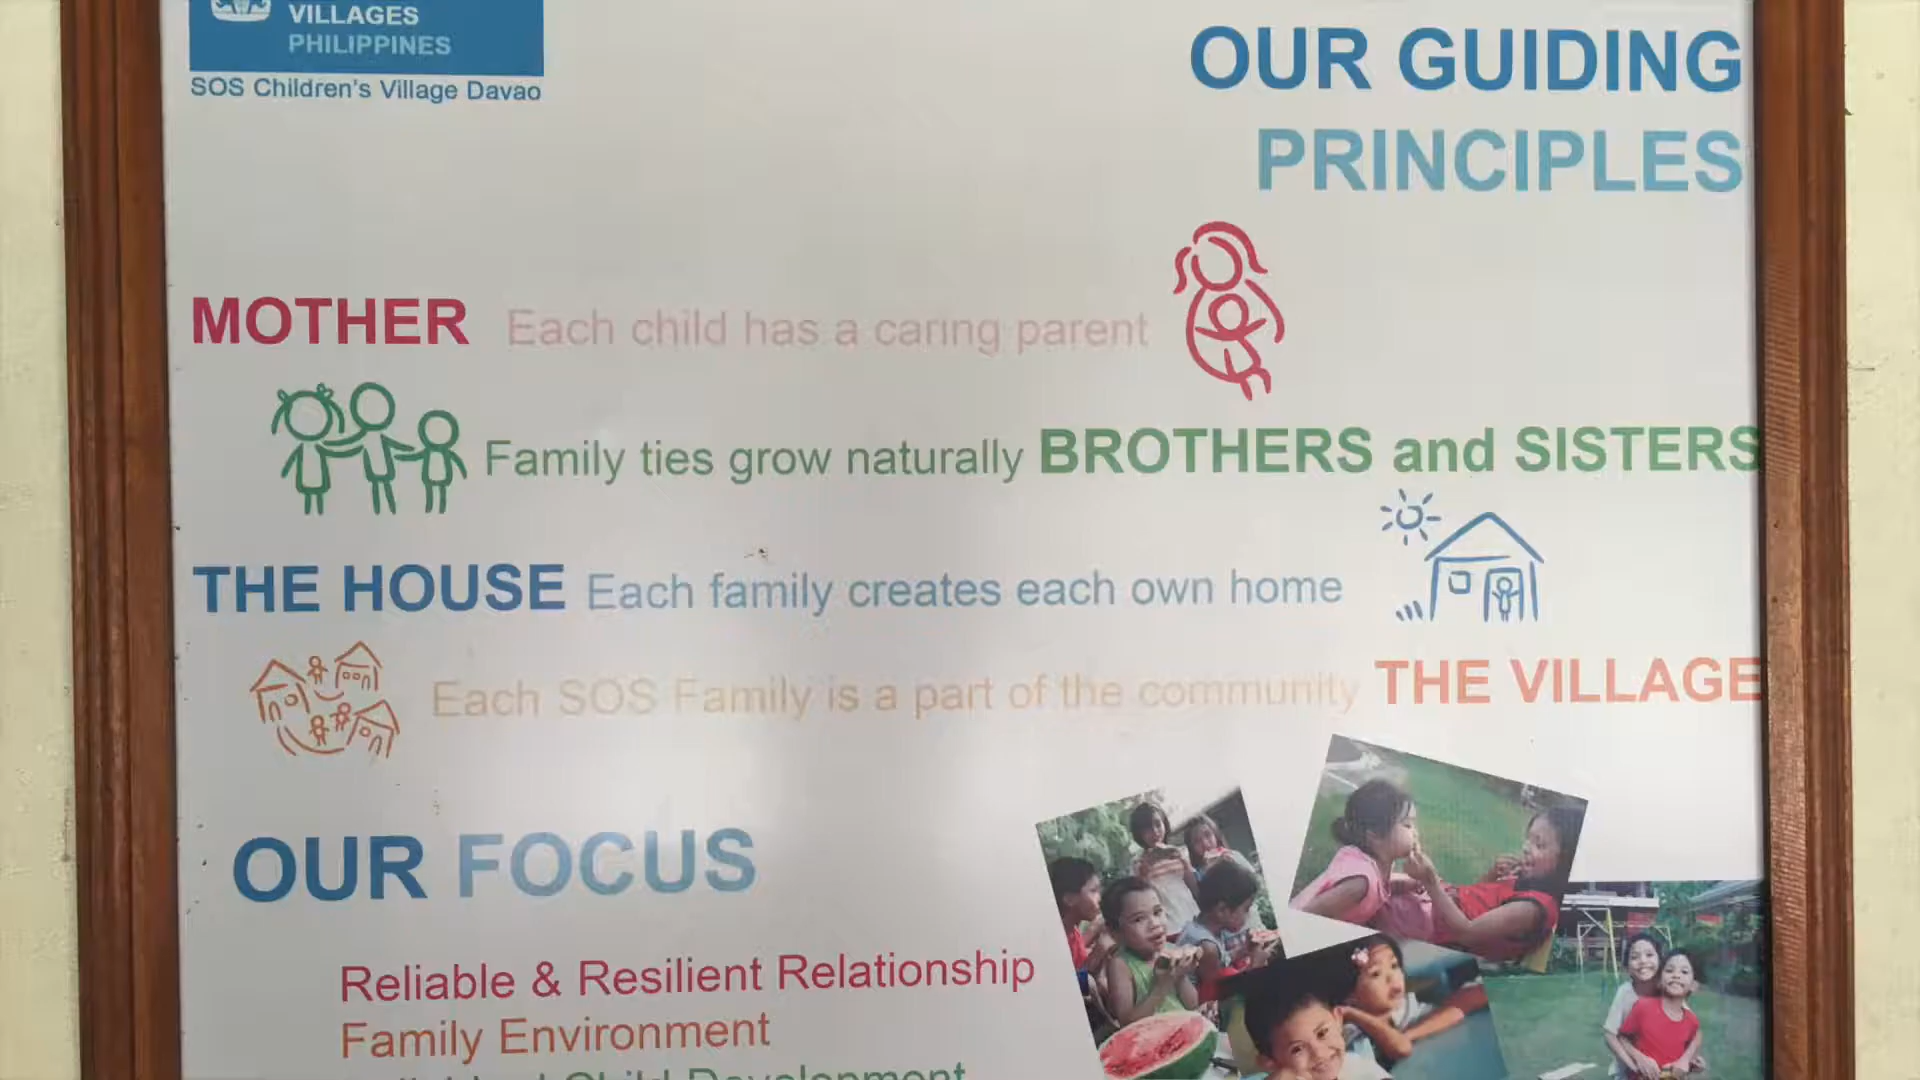 VILLAGES
PHILIPPINES
SOS Children's Village Davao
OUR GUIDING
PRINCIPLES
MOTHER Each child has a caring parent
Family ties grow naturally BROTHERS and SISTERS
THE HOUSE Each family creates each own home
Each SOS Family is a part of the community THE VILLAGE
OUR FOCUS
Reliable & Resilient Relationship
Family Environment
Child Development